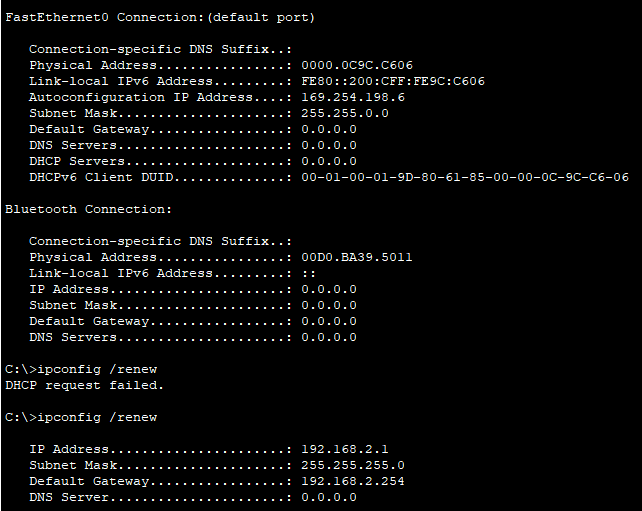 FastEthernet0 Connection:(default port)
Connection-specific DNS Suffix..:
Physical Address................: 0000.0C9C.C606
Link-local IPv6 Address.........: FE80::200:CFF:FE9C:C606
Autoconfiguration IP Address....: 169.254.198.6
Subnet Mask.....................: 255.255.0.0
Default Gateway.................: 0.0.0.0
DNS Servers.....................: 0.0.0.0
DHCP Servers....................: 0.0.0.0
DHCPv6 Client DUID..............: 00-01-00-01-9D-80-61-85-00-00-0C-9C-C6-06
Bluetooth Connection:
Connection-specific DNS Suffix..:
Physical Address................: 00D0.BA39.5011
Link-local IPv6 Address.........: ::
IP Address......................: 0.0.0.0
Subnet Mask.....................: 0.0.0.0
Default Gateway.................: 0.0.0.0
DNS Servers.....................: 0.0.0.0
C:\>ipconfig /renew
DHCP request failed.
C:\>ipconfig /renew
IP Address......................: 192.168.2.1
Subnet Mask.....................: 255.255.255.0
Default Gateway.................: 192.168.2.254
DNS Server......................: 0.0.0.0